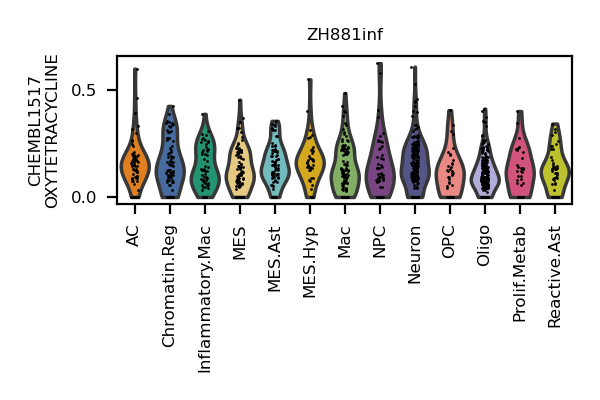 ZH881inf
CHEMBL1517
OXYTETRACYCLINE
0.5
0.0
AC
Chromatin.Reg
Inflammatory.Mac
MES
MES.Ast
MES.Hyp
Mac
NPC
Neuron
OPC
Oligo
Prolif.Metab
Reactive.Ast